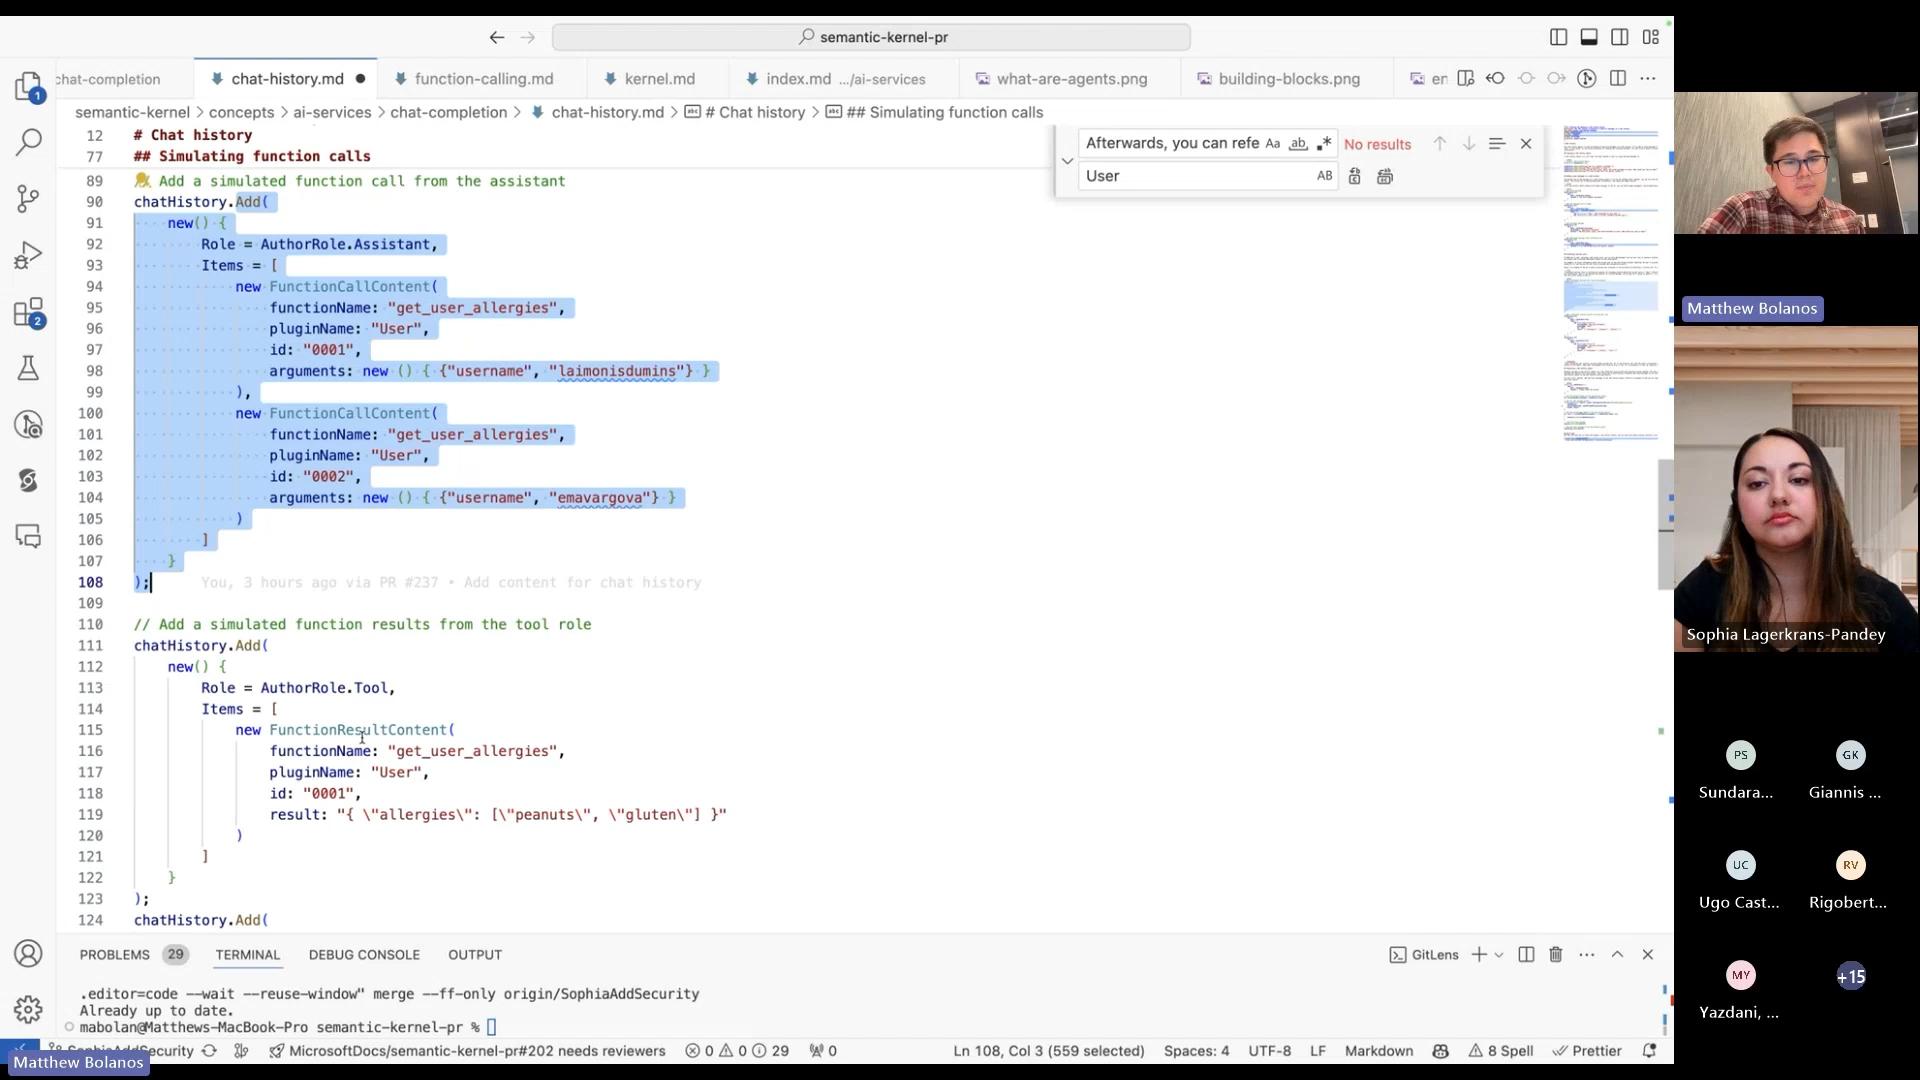 semantic-kernel-pr
chat-completion
chat-history.md
function-calling.md
kernel.md
index.md .../ai-services
what-are-agents.png
building-blocks.png
en
semantic-kernel > concepts > ai-services > chat-completion > chat-history.md > # Chat history > ## Simulating function calls
12 # Chat history
77 ## Simulating function calls
Afterwards, you can refe Aa ab .* No results
User AB
89 Add a simulated function call from the assistant
90 chatHistory.Add(
91 new() {
92 Role = AuthorRole.Assistant,
93 Items = [
94 new FunctionCallContent(
95 functionName: "get_user_allergies",
96 pluginName: "User",
97 id: "0001",
98 arguments: new () { {"username", "laimonisdumins"} }
99 ),
100 new FunctionCallContent(
101 functionName: "get_user_allergies",
102 pluginName: "User",
103 id: "0002",
104 arguments: new () { {"username", "emavargova"} }
105 )
106 ]
107 }
108 ); You, 3 hours ago via PR #237 • Add content for chat history
109
110 // Add a simulated function results from the tool role
111 chatHistory.Add(
112 new() {
113 Role = AuthorRole.Tool,
114 Items = [
115 new FunctionResultContent(
116 functionName: "get_user_allergies",
117 pluginName: "User",
118 id: "0001",
119 result: "{ \"allergies\": [\"peanuts\", \"gluten\"] }"
120 )
121 ]
122 }
123 );
124 chatHistory.Add(
1
2
PROBLEMS 29 TERMINAL DEBUG CONSOLE OUTPUT
GitLens
.editor=code --wait --reuse-window" merge --ff-only origin/SophiaAddSecurity
Already up to date.
mabolan@Matthews-MacBook-Pro semantic-kernel-pr %
SophiaAddSecurity MicrosoftDocs/semantic-kernel-pr#202 needs reviewers 0 0 29 0 Ln 108, Col 3 (559 selected) Spaces: 4 UTF-8 LF Markdown 8 Spell Prettier
Matthew Bolanos
Matthew Bolanos
Sophia Lagerkrans-Pandey
PS
GK
Sundara...
Giannis ...
UC
RV
Ugo Cast...
Rigobert...
MY
+15
Yazdani, ...